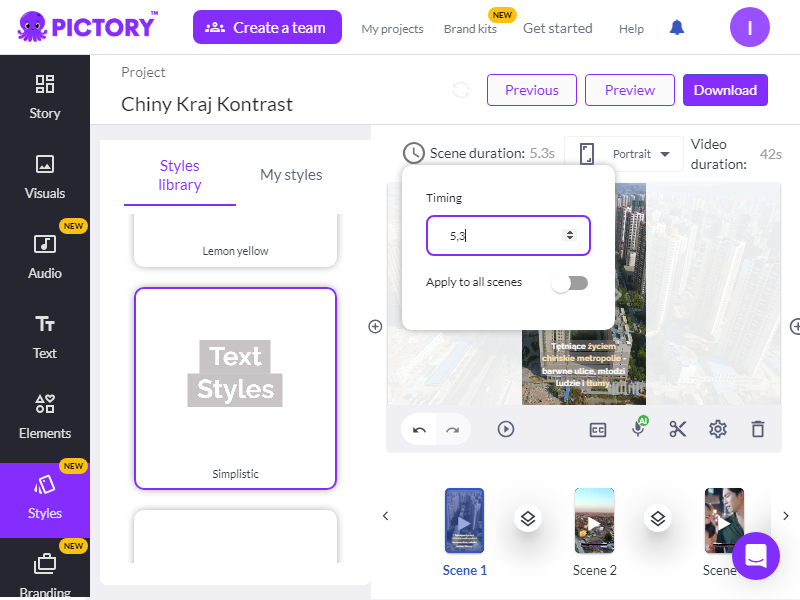 PICTORY™
Create a team
My projects
Brand kits
NEW
Get started
Help
I
Story
Visuals
NEW
Audio
Text
Elements
NEW
Styles
NEW
Branding
Project
Chiny Kraj Kontrast
Previous
Preview
Download
Styles
library
My styles
Lemon yellow
Text
Styles
Simplistic
Scene duration: 5.3s
Portrait
Video
duration:
42s
Timing
5,3
Apply to all scenes
Tętniące życiem
chińskie metropolie -
barwne ulice, młodzi
ludzie i tłumy.
CC
AI
Scene 1
Scene 2
Scene